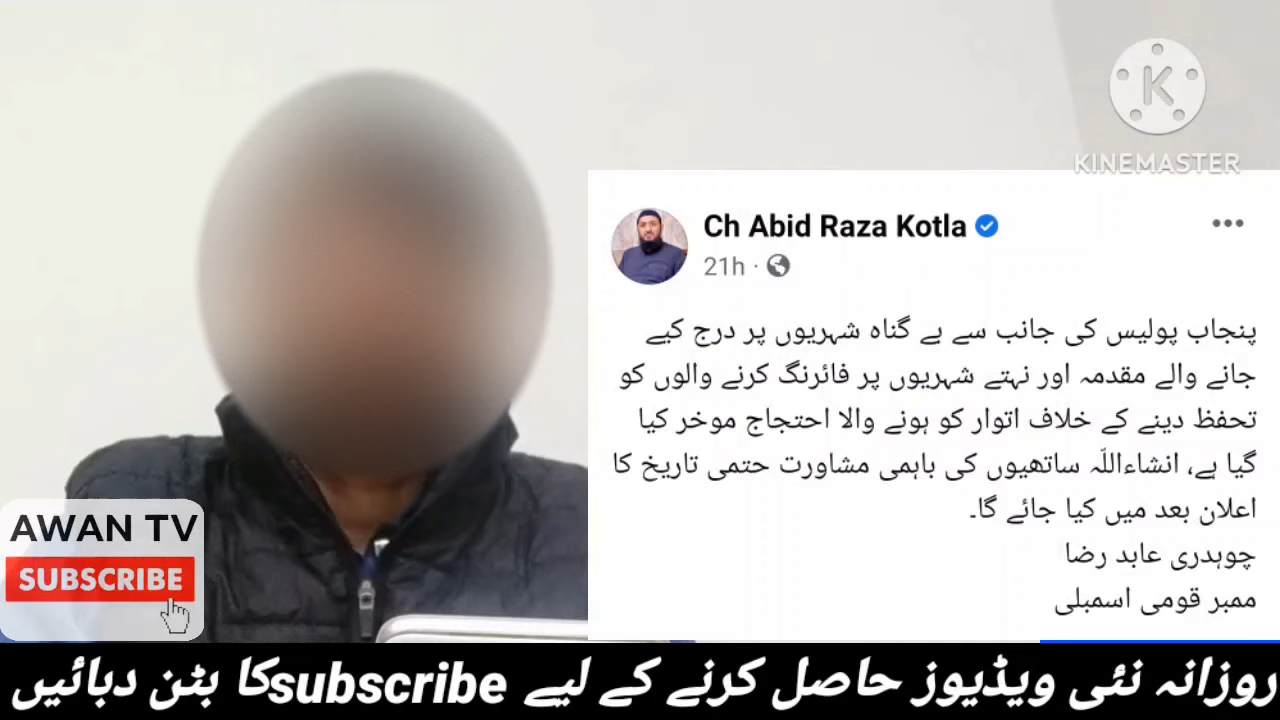 KINEMASTER
Ch Abid Raza Kotla
21h ·
پنجاب پولیس کی جانب سے بے گناہ شہریوں پر درج کیے
جانے والے مقدمہ اور نہتے شہریوں پر فائرنگ کرنے والوں کو
تحفظ دینے کے خلاف اتوار کو ہونے والا احتجاج موخر کیا
گیا ہے، انشاءاللّہ ساتھیوں کی باہمی مشاورت حتمی تاریخ کا
اعلان بعد میں کیا جائے گا۔
چوہدری عابد رضا
ممبر قومی اسمبلی
AWAN TV
SUBSCRIBE
روزانہ نئی ویڈیوز حاصل کرنے کے لیے subscribeکا بٹن دبائیں